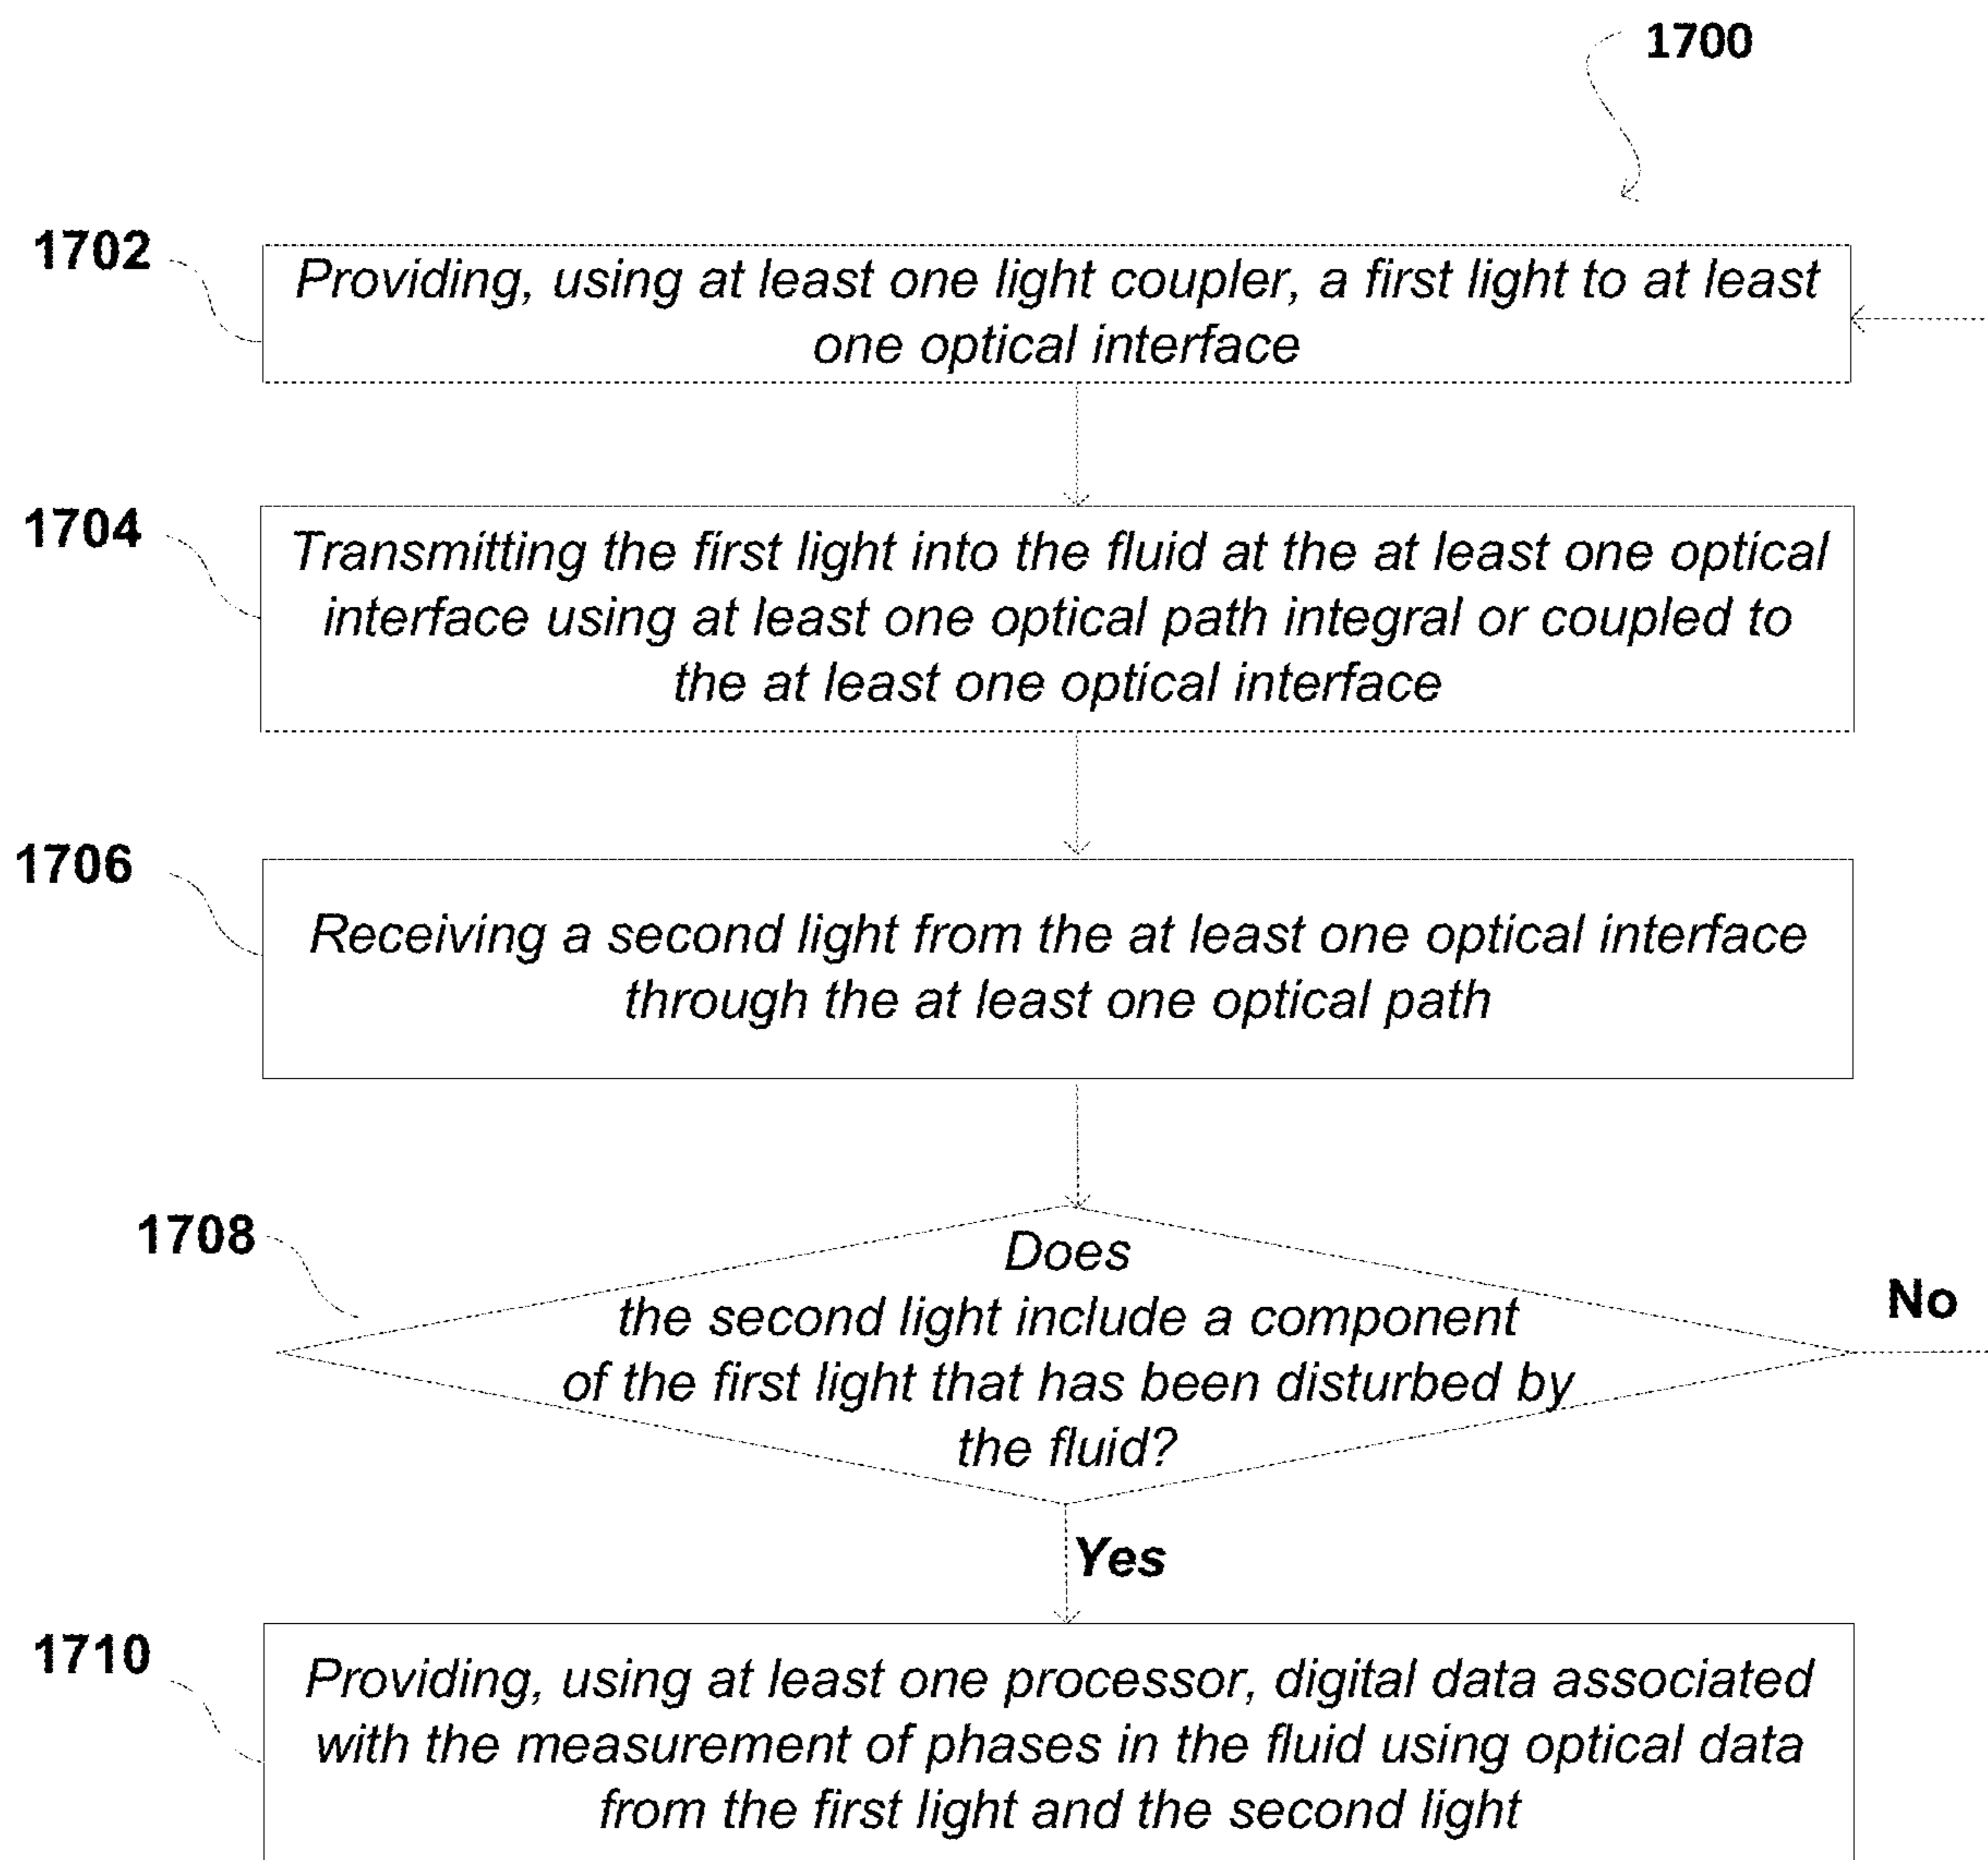 1700
1702
Providing, using at least one light coupler, a first light to at least
one optical interface
1704
Transmitting the first light into the fluid at the at least one optical
interface using at least one optical path integral or coupled to
the at least one optical interface
1706
Receiving a second light from the at least one optical interface
through the at least one optical path
1708
Does
the second light include a component
of the first light that has been disturbed by
the fluid?
No
Yes
1710
Providing, using at least one processor, digital data associated
with the measurement of phases in the fluid using optical data
from the first light and the second light